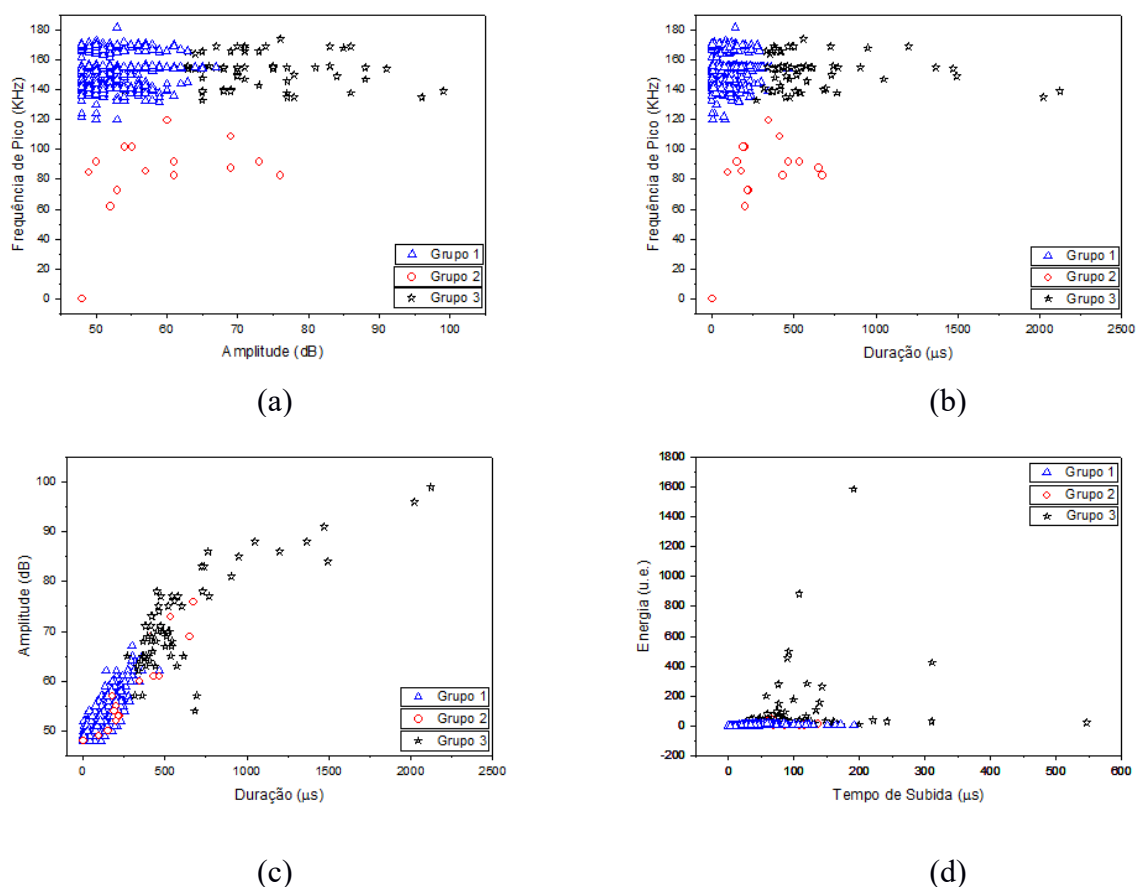 180
160
140
120
100
80
60
40
20
0
Frequência de Pico (KHz)
50
60
70
80
90
100
Amplitude (dB)
Grupo 1
Grupo 2
Grupo 3
(a)
180
160
140
120
100
80
60
40
20
0
Frequência de Pico (KHz)
0
500
1000
1500
2000
2500
Duração (μs)
Grupo 1
Grupo 2
Grupo 3
(b)
100
90
80
70
60
50
Amplitude (dB)
0
500
1000
1500
2000
2500
Duração (μs)
Grupo 1
Grupo 2
Grupo 3
(c)
1800
1600
1400
1200
1000
800
600
400
200
0
-200
Energia (u. e.)
0
100
200
300
400
500
600
Tempo de Subida (μs)
Grupo 1
Grupo 2
Grupo 3
(d)